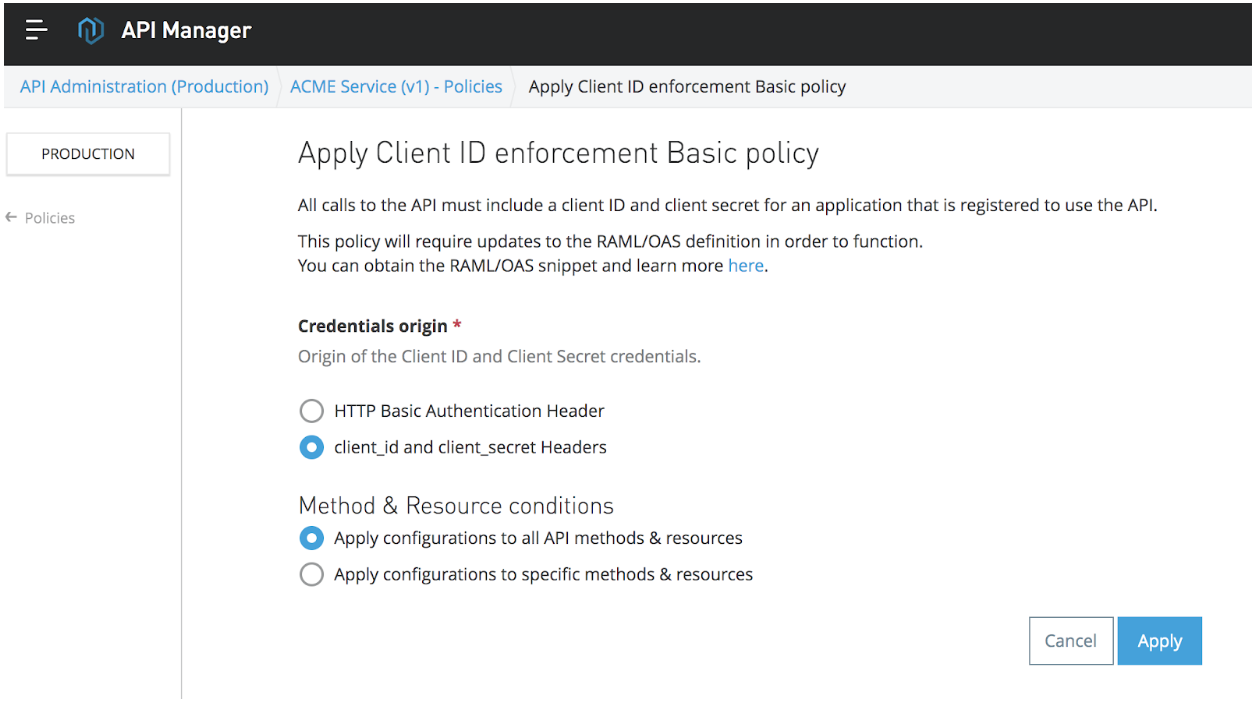 API Manager
API Administration (Production) ACME Service (v1) - Policies Apply Client ID enforcement Basic policy
PRODUCTION
← Policies
Apply Client ID enforcement Basic policy
All calls to the API must include a client ID and client secret for an application that is registered to use the API.
This policy will require updates to the RAML/OAS definition in order to function.
You can obtain the RAML/OAS snippet and learn more here.
Credentials origin *
Origin of the Client ID and Client Secret credentials.
HTTP Basic Authentication Header
client_id and client_secret Headers
Method & Resource conditions
Apply configurations to all API methods & resources
Apply configurations to specific methods & resources
Cancel Apply